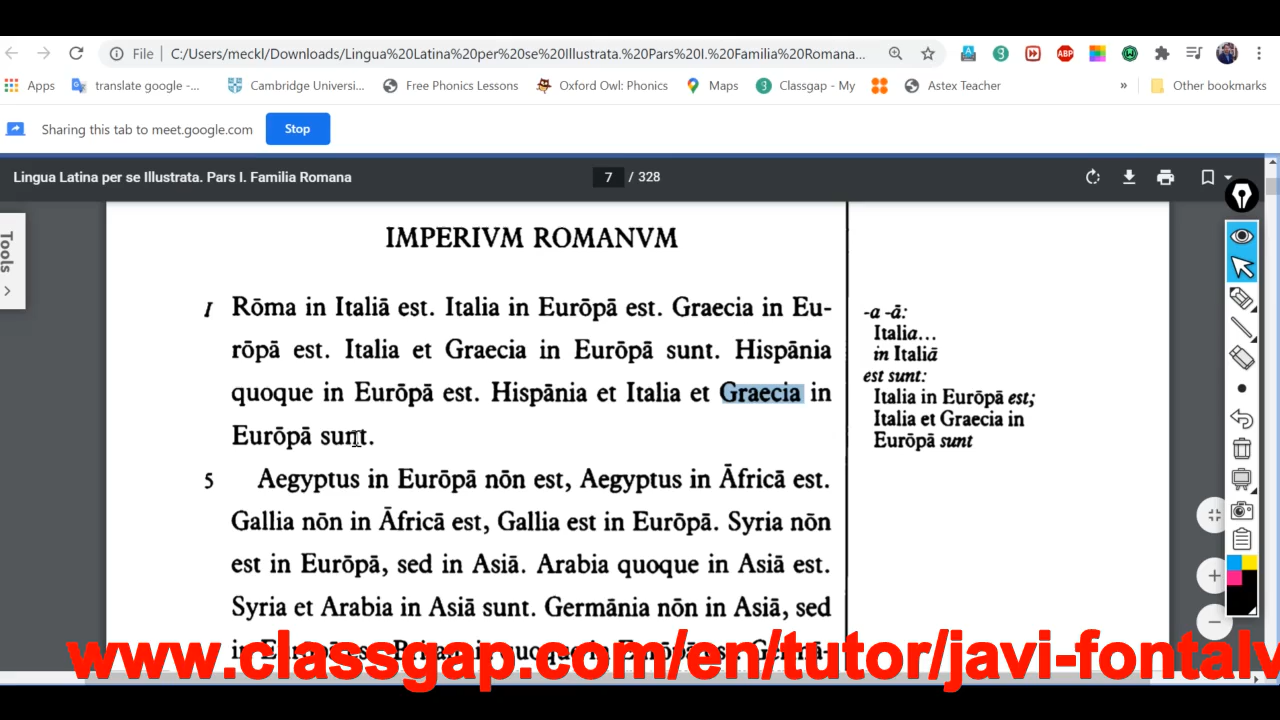 File C:/Users/meckl/Downloads/Lingua%20Latina%20per%20se%20Illustrata.%20Pars%20I.%20Familia%20Romana...
Apps translate google -... Cambridge Universi... Free Phonics Lessons Oxford Owl: Phonics Maps Classgap - My Astex Teacher » Other bookmarks
Sharing this tab to meet.google.com Stop
Lingua Latina per se Illustrata. Pars I. Familia Romana 7 / 328
Tools
IMPERIVM ROMANVM
1 Rōma in Italiā est. Italia in Eurōpā est. Graecia in Eu-
rōpā est. Italia et Graecia in Eurōpā sunt. Hispānia
quoque in Eurōpā est. Hispānia et Italia et Graecia in
Eurōpā sunt.
5 Aegyptus in Eurōpā nōn est, Aegyptus in Āfricā est.
Gallia nōn in Āfricā est, Gallia est in Eurōpā. Syria nōn
est in Eurōpā, sed in Asiā. Arabia quoque in Asiā est.
Syria et Arabia in Asiā sunt. Germānia nōn in Asiā, sed
-a -ā:
Italia...
in Italiā
est sunt:
Italia in Eurōpā est;
Italia et Graecia in
Eurōpā sunt
www.classgap.com/en/tutor/javi-fontalv